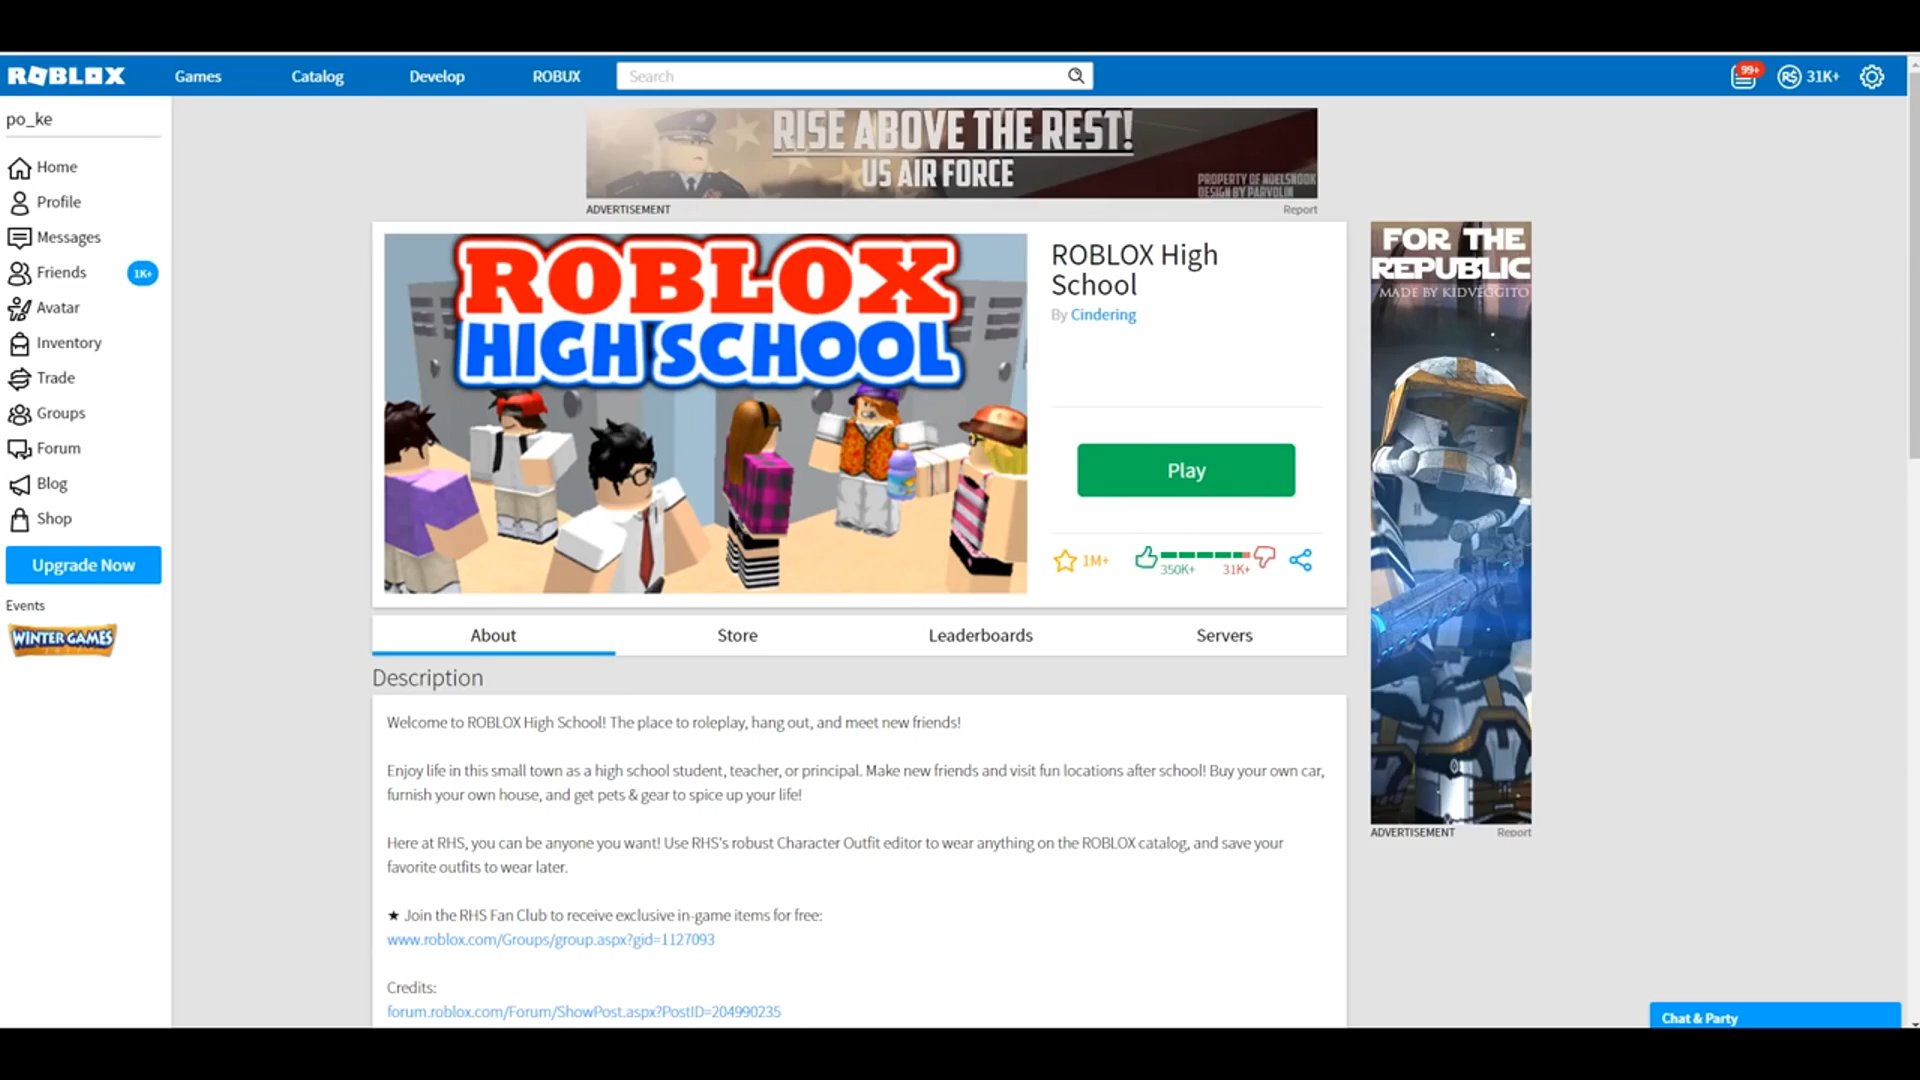 ROBLOX
Games
Catalog
Develop
ROBUX
Search
99+
R$ 31K+
po_ke
Home
Profile
Messages
Friends
1K+
Avatar
Inventory
Trade
Groups
Forum
Blog
Shop
Upgrade Now
Events
WINTER GAMES
RISE ABOVE THE REST!
US AIR FORCE
PROPERTY OF NOELSNOOK
DESIGN BY PARVOLIN
ADVERTISEMENT
Report
ROBLOX
HIGH SCHOOL
ROBLOX High
School
By Cindering
Play
1M+
350K+
31K+
FOR THE
REPUBLIC
MADE BY KIDVEGGITO
ADVERTISEMENT
Report
About
Store
Leaderboards
Servers
Description
Welcome to ROBLOX High School! The place to roleplay, hang out, and meet new friends!
Enjoy life in this small town as a high school student, teacher, or principal. Make new friends and visit fun locations after school! Buy your own car,
furnish your own house, and get pets & gear to spice up your life!
Here at RHS, you can be anyone you want! Use RHS's robust Character Outfit editor to wear anything on the ROBLOX catalog, and save your
favorite outfits to wear later.
★ Join the RHS Fan Club to receive exclusive in-game items for free:
www.roblox.com/Groups/group.aspx?gid=1127093
Credits:
forum.roblox.com/Forum/ShowPost.aspx?PostID=204990235
Chat & Party